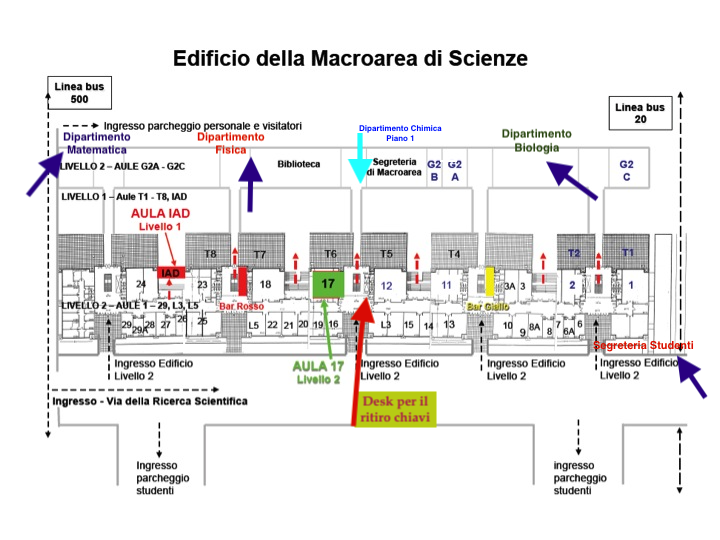 Edificio della Macroarea di Scienze
Linea bus
500
Linea bus
20
Ingresso parcheggio personale e visitatori
Dipartimento
Matematica
Dipartimento
Fisica
Dipartimento Chimica
Piano 1
Dipartimento
Biologia
LIVELLO 2 – AULE G2A - G2C
Biblioteca
Segreteria
di Macroarea
G2
B
G2
A
G2
C
LIVELLO 1 – Aule T1 - T8, IAD
AULA IAD
Livello 1
T8
T7
T6
T5
T4
T2
T1
24
IAD
23
18
17
12
11
3A
3
2
1
LIVELLO 2 – AULE 1 – 29, L3, L5
Bar Rosso
Bar Giallo
29
29A
28
27
26
25
L5
22
21
20
19
16
L3
15
14
13
10
9
8A
8
7
6A
6
Segreteria Studenti
Ingresso Edificio
Livello 2
AULA 17
Livello 2
Ingresso Edificio
Livello 2
Ingresso Edificio
Livello 2
Ingresso Edificio
Livello 2
Ingresso - Via della Ricerca Scientifica
Desk per il
ritiro chiavi
Ingresso
parcheggio
studenti
ingresso
parcheggio
studenti